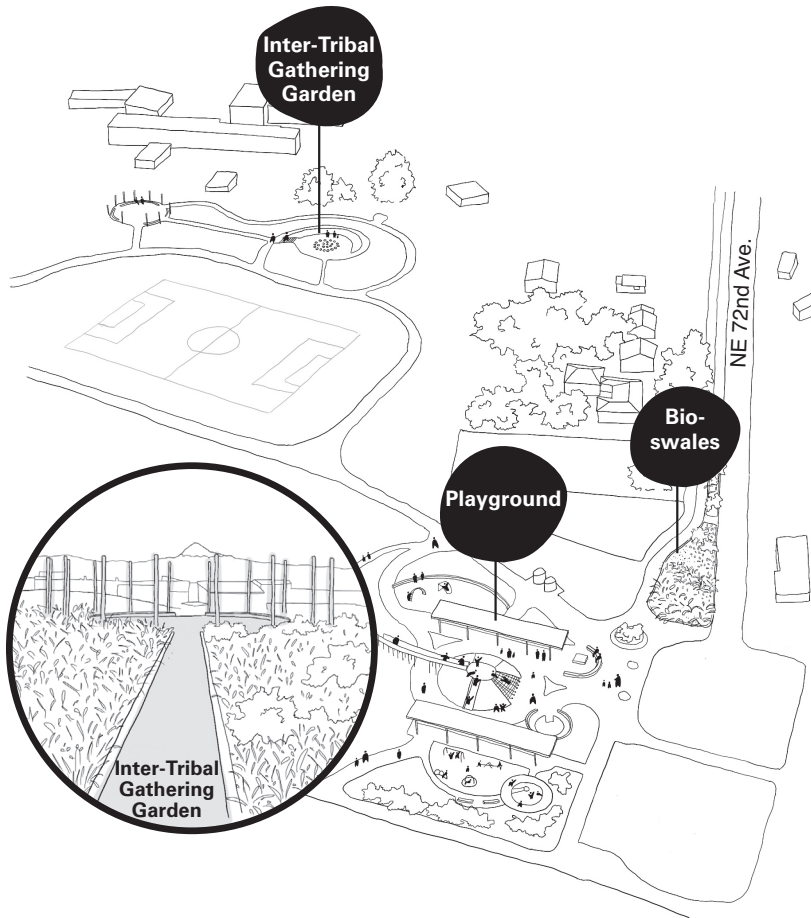 Inter-Tribal
Gathering
Garden
NE 72nd Ave.
Bio-
swales
Playground
Inter-Tribal
Gathering
Garden